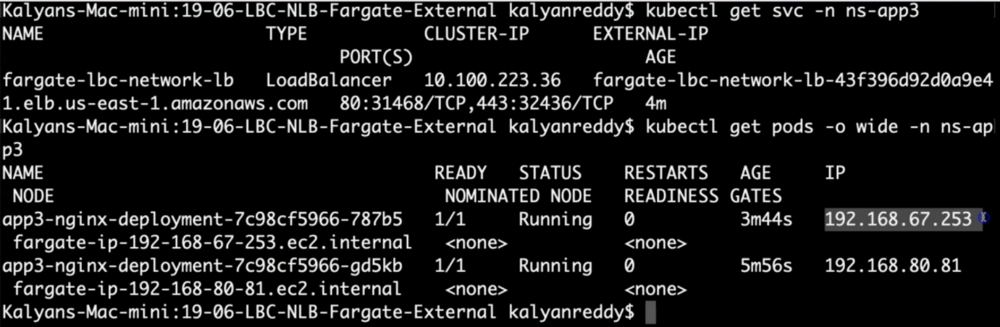 Kalyans-Mac-mini:19-06-LBC-NLB-Fargate-External kalyanreddy$ kubectl get svc -n ns-app3
NAME TYPE CLUSTER-IP EXTERNAL-IP
PORT(S) AGE
fargate-lbc-network-lb LoadBalancer 10.100.223.36 fargate-lbc-network-lb-43f396d92d0a9e4
1.elb.us-east-1.amazonaws.com 80:31468/TCP,443:32436/TCP 4m
Kalyans-Mac-mini:19-06-LBC-NLB-Fargate-External kalyanreddy$ kubectl get pods -o wide -n ns-ap
p3
NAME READY STATUS RESTARTS AGE IP
NODE NOMINATED NODE READINESS GATES
app3-nginx-deployment-7c98cf5966-787b5 1/1 Running 0 3m44s 192.168.67.253
fargate-ip-192-168-67-253.ec2.internal <none> <none>
app3-nginx-deployment-7c98cf5966-gd5kb 1/1 Running 0 5m56s 192.168.80.81
fargate-ip-192-168-80-81.ec2.internal <none> <none>
Kalyans-Mac-mini:19-06-LBC-NLB-Fargate-External kalyanreddy$